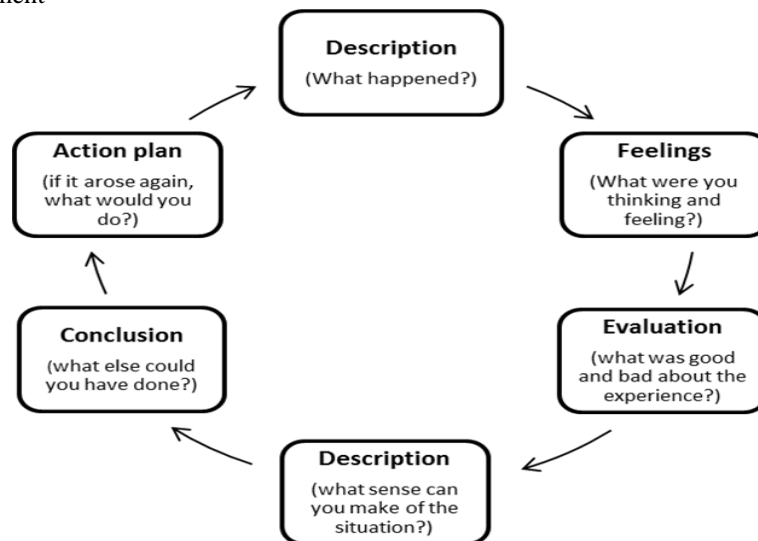 Description
(What happened?)
Feelings
(What were you
thinking and
feeling?)
Evaluation
(what was good
and bad about the
experience?)
Description
(what sense can
you make of the
situation?)
Conclusion
(what else could
you have done?)
Action plan
(if it arose again,
what would you
do?)